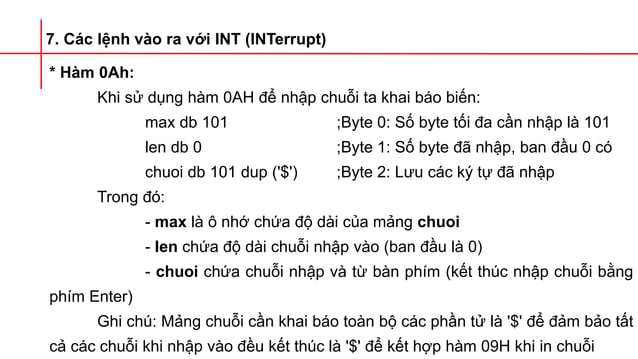 7. Các lệnh vào ra với INT (INTerrupt)
* Hàm 0Ah:
Khi sử dụng hàm 0AH để nhập chuỗi ta khai báo biến:
max db 101 ;Byte 0: Số byte tối đa cần nhập là 101
len db 0 ;Byte 1: Số byte đã nhập, ban đầu 0 có
chuoi db 101 dup ('$') ;Byte 2: Lưu các ký tự đã nhập
Trong đó:
- max là ô nhớ chứa độ dài của mảng chuoi
- len chứa độ dài chuỗi nhập vào (ban đầu là 0)
- chuoi chứa chuỗi nhập và từ bàn phím (kết thúc nhập chuỗi bằng
phím Enter)
Ghi chú: Mảng chuỗi cần khai báo toàn bộ các phần tử là '$' để đảm bảo tất
cả các chuỗi khi nhập vào đều kết thúc là '$' để kết hợp hàm 09H khi in chuỗi